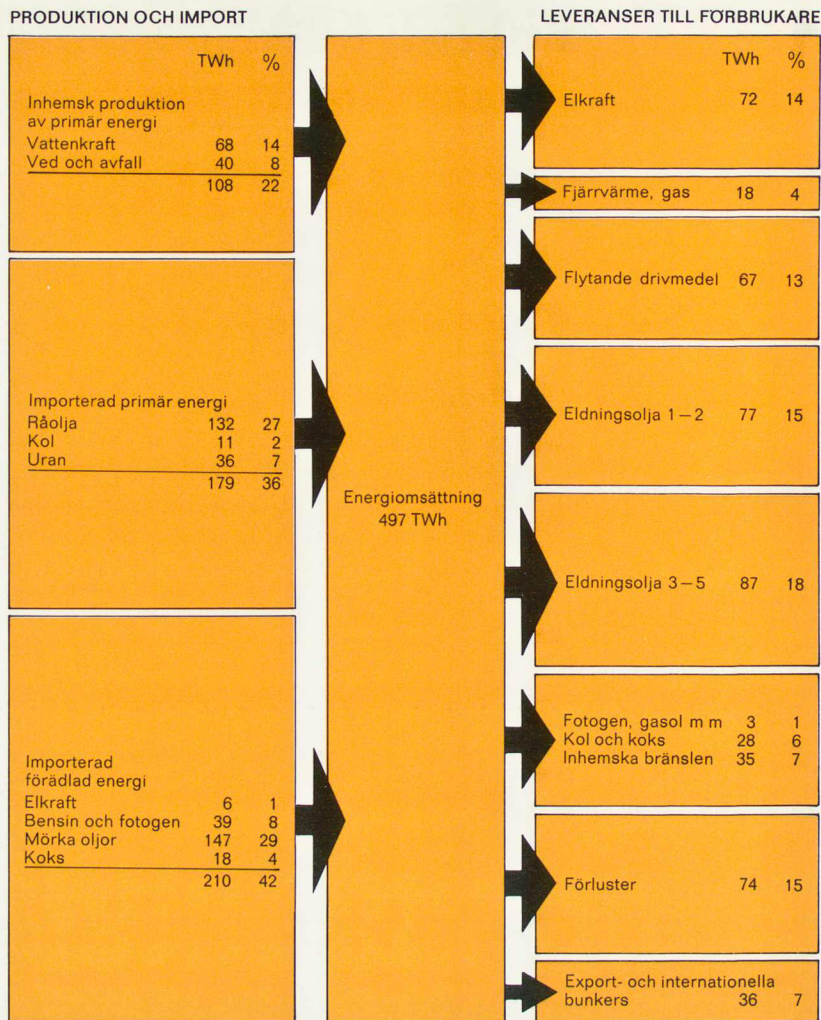 PRODUKTION OCH IMPORT
TWh %
Inhemsk produktion
av primär energi
Vattenkraft 68 14
Ved och avfall 40 8
108 22
Importerad primär energi
Råolja 132 27
Kol 11 2
Uran 36 7
179 36
Importerad
förädlad energi
Elkraft 6 1
Bensin och fotogen 39 8
Mörka oljor 147 29
Koks 18 4
210 42
Energiomsättning
497 TWh
LEVERANSER TILL FÖRBRUKARE
TWh %
Elkraft 72 14
Fjärrvärme, gas 18 4
Flytande drivmedel 67 13
Eldningsolja 1–2 77 15
Eldningsolja 3–5 87 18
Fotogen, gasol m m 3 1
Kol och koks 28 6
Inhemska bränslen 35 7
Förluster 74 15
Export- och internationella
bunkers 36 7